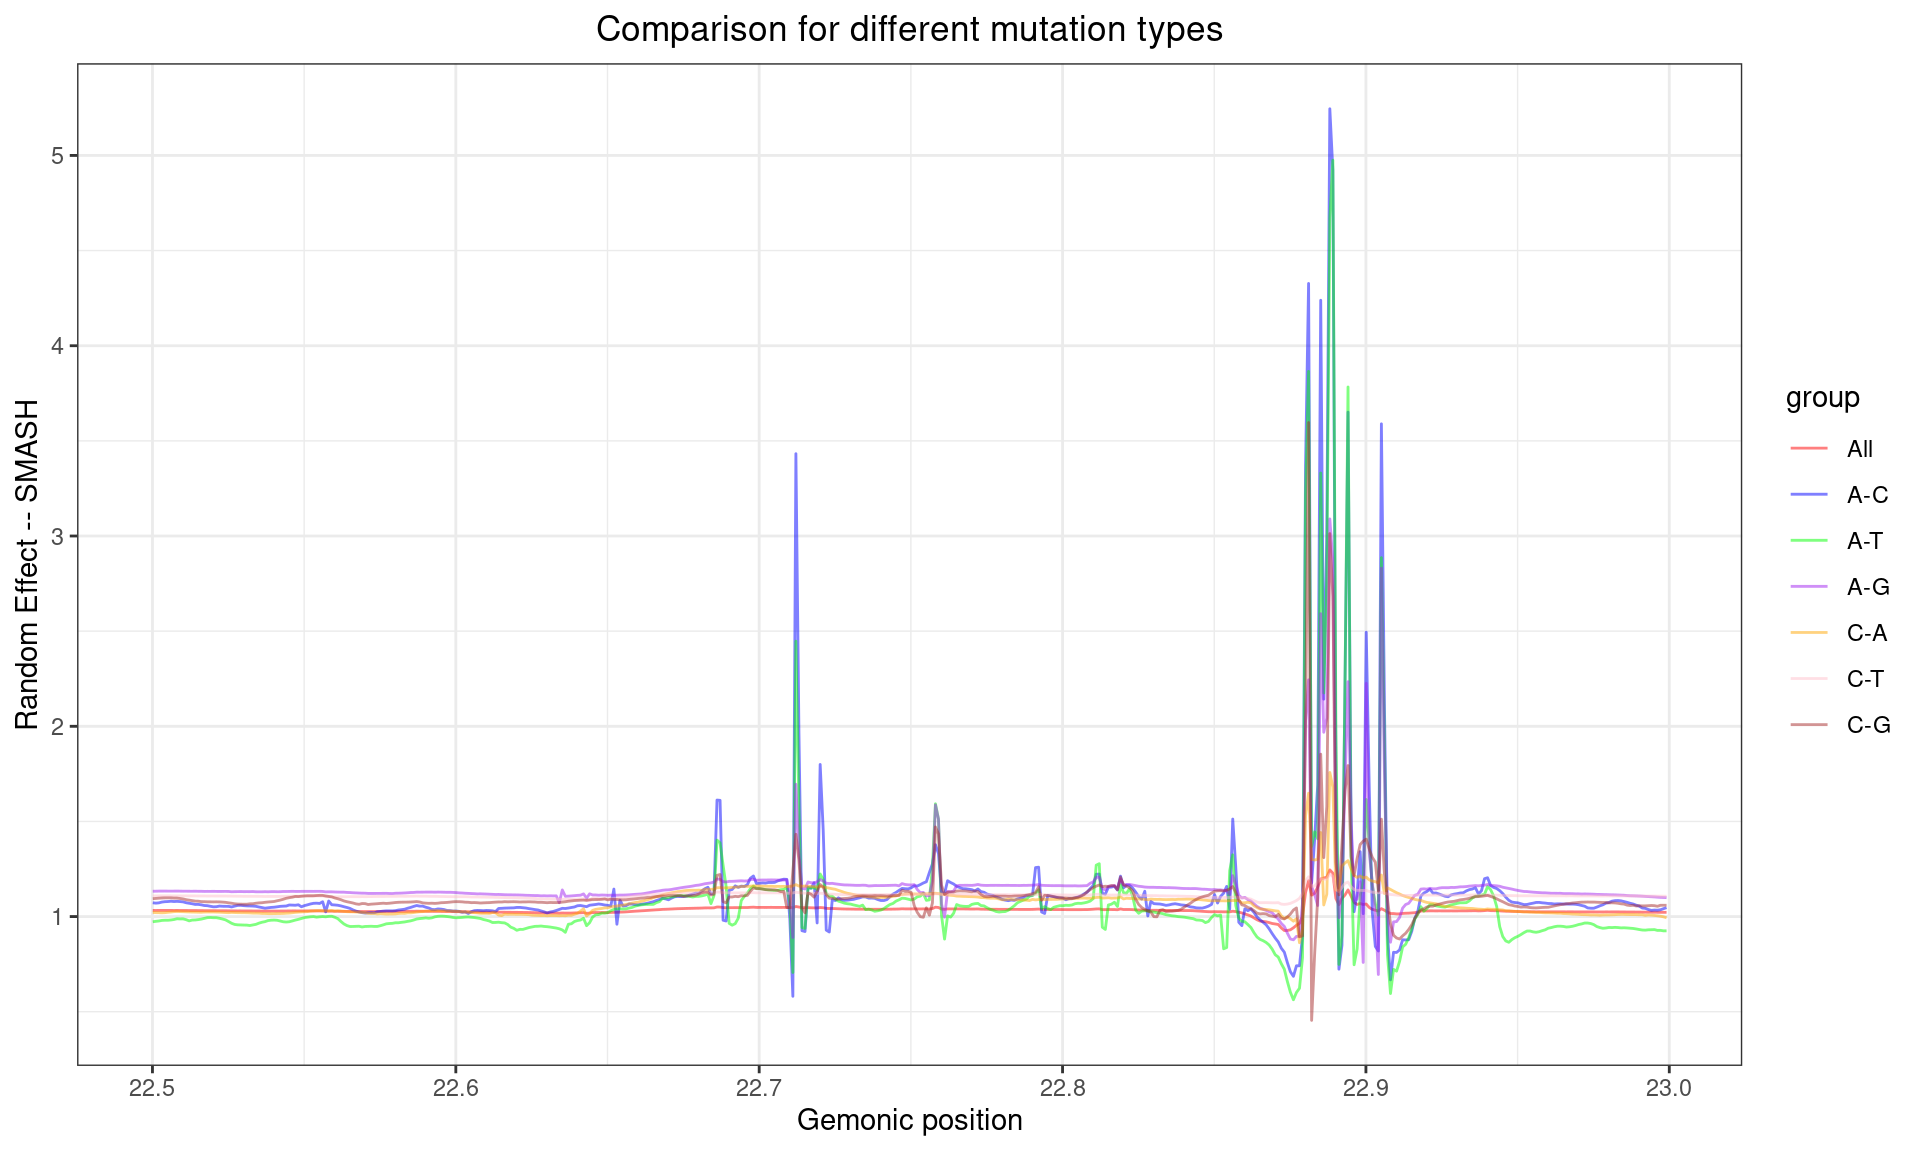 Comparison for different mutation types
Random Effect -- SMASH
5
4
3
2
1
22.5
22.6
22.7
22.8
22.9
23.0
Gemonic position
group
All
A-C
A-T
A-G
C-A
C-T
C-G